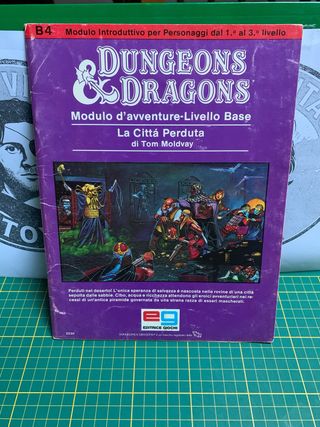 B4 Modulo Introduttivo per Personaggi dal 1.º al 3.º livello
DUNGEONS
& DRAGONS
Modulo d'avventure-Livello Base
La Cittá Perduta
di Tom Moldvay
Perduti nel deserto! L'unica speranza di salvezza è nascosta nelle rovine di una città
sepolta dalle sabbie. Cibo, acqua e ricchezza attendono gli eroici avventurieri nei re-
cessi di un'antica piramide governata da una strana razza di esseri mascherati.
eg
EDITRICE GIOCHI